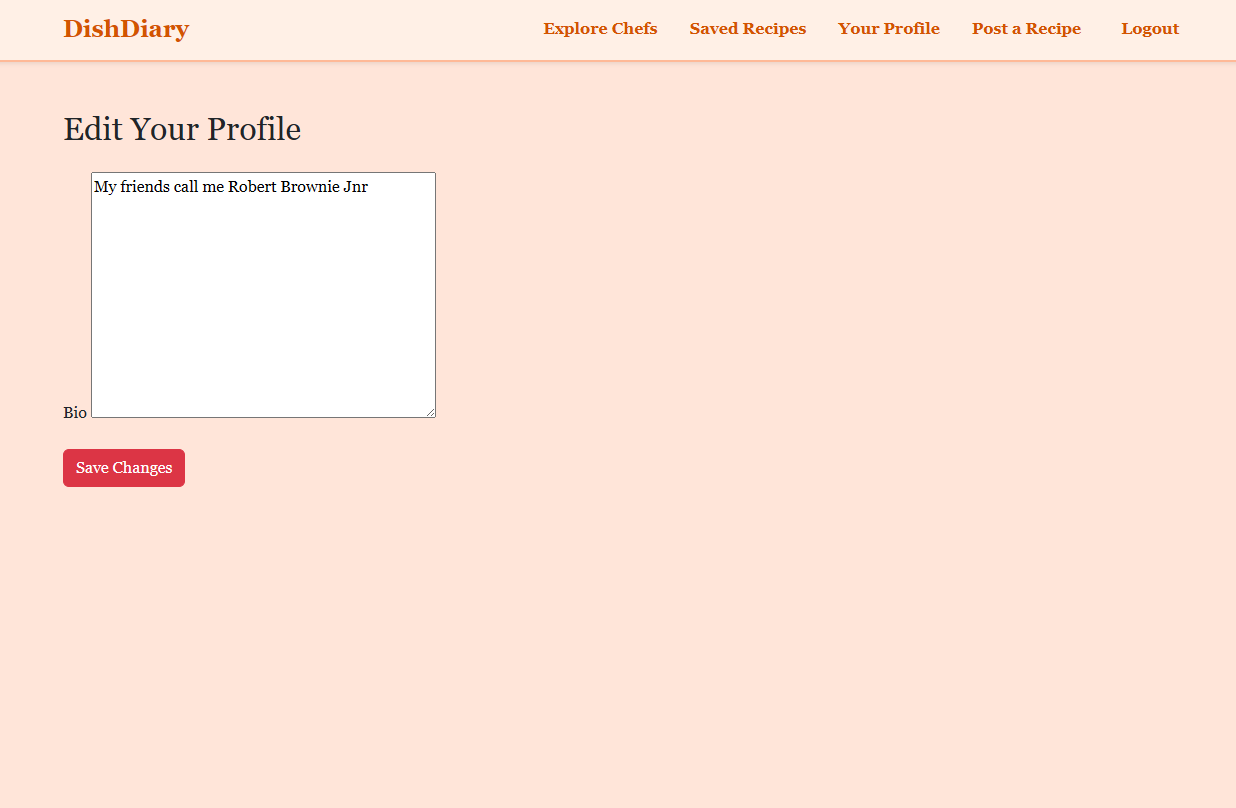 DishDiary Explore Chefs Saved Recipes Your Profile Post a Recipe Logout
Edit Your Profile
My friends call me Robert Brownie Jnr
Bio
Save Changes